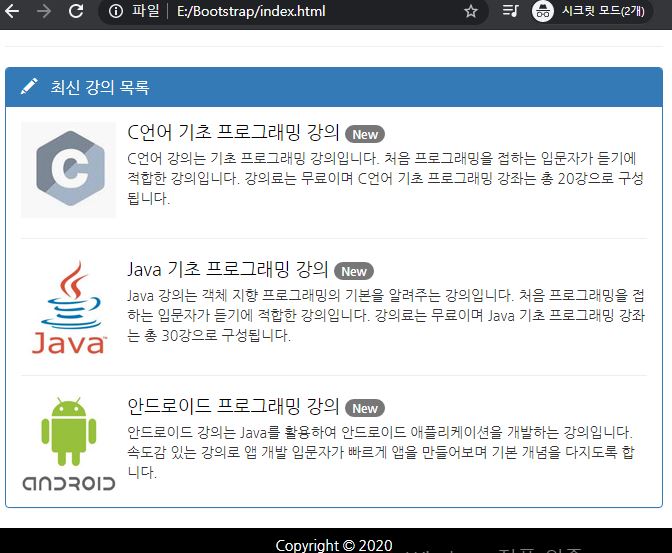 파일 E:/Bootstrap/index.html 시크릿 모드(2개)
최신 강의 목록
C
C언어 기초 프로그래밍 강의 New
C언어 강의는 기초 프로그래밍 강의입니다. 처음 프로그래밍을 접하는 입문자가 듣기에
적합한 강의입니다. 강의료는 무료이며 C언어 기초 프로그래밍 강좌는 총 20강으로 구성
됩니다.
Java
Java 기초 프로그래밍 강의 New
Java 강의는 객체 지향 프로그래밍의 기본을 알려주는 강의입니다. 처음 프로그래밍을 접
하는 입문자가 듣기에 적합한 강의입니다. 강의료는 무료이며 Java 기초 프로그래밍 강좌
는 총 30강으로 구성됩니다.
ANDROID
안드로이드 프로그래밍 강의 New
안드로이드 강의는 Java를 활용하여 안드로이드 애플리케이션을 개발하는 강의입니다.
속도감 있는 강의로 앱 개발 입문자가 빠르게 앱을 만들어보며 기본 개념을 다지도록 합
니다.
Copyright © 2020